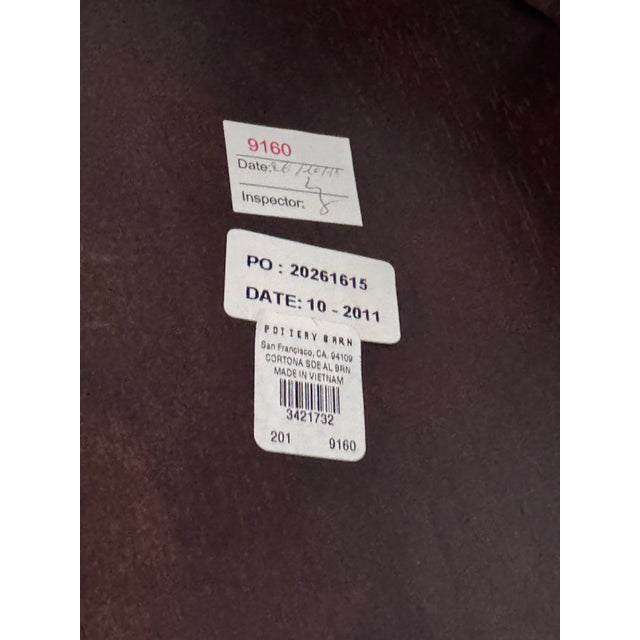 9160
Date:
Inspector:
PO : 20261615
DATE: 10 - 2011
POTTERY BARN
San Francisco, CA. 94109
CORTONA SDE AL BRN
MADE IN VIETNAM
3421732
201 9160